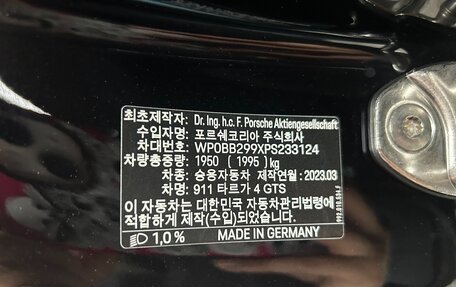 최초제작자: Dr. Ing. h.c. F. Porsche Aktiengesellschaft
수입자명: 포르쉐코리아 주식회사
차대번호: WP0BB299XPS233124
차량총중량: 1950 ( 1995) kg
차종: 승용자동차 제작연월: 2023.03
차명: 911 타르가 4 GTS
이 자동차는 대한민국 자동차관리법령에
적합하게 제작(수입)되었습니다.
1,0% MADE IN GERMANY